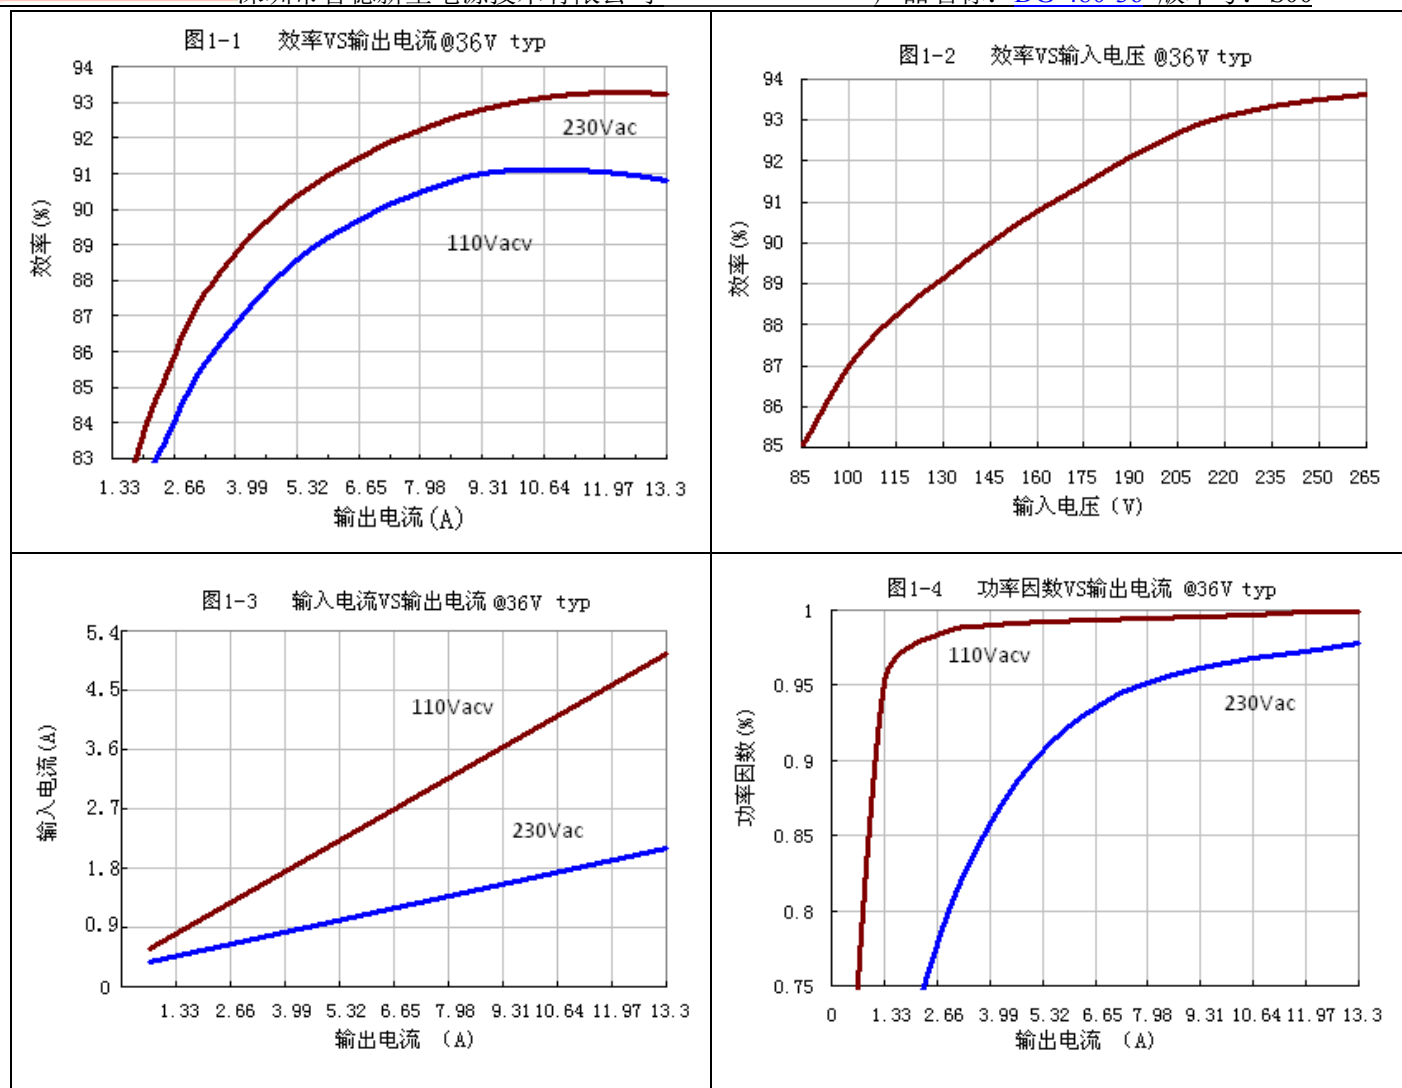 图1-1 效率VS输出电流@36V typ
94
93
92
91
90
89
88
87
86
85
84
83
效率(%)
230Vac
110Vacv
1.33 2.66 3.99 5.32 6.65 7.98 9.31 10.64 11.97 13.3
输出电流(A)
图1-2 效率VS输入电压 @36V typ
94
93
92
91
90
89
88
87
86
85
效率(%)
85 100 115 130 145 160 175 190 205 220 235 250 265
输入电压（V)
图1-3 输入电流VS输出电流 @36V typ
5.4
4.5
3.6
2.7
1.8
0.9
0
输入电流(A)
110Vacv
230Vac
1.33 2.66 3.99 5.32 6.65 7.98 9.31 10.64 11.97 13.3
输出电流 （A)
图1-4 功率因数VS输出电流 @36V typ
1
0.95
0.9
0.85
0.8
0.75
功率因数(%)
110Vacv
230Vac
0 1.33 2.66 3.99 5.32 6.65 7.98 9.31 10.64 11.97 13.3
输出电流 （A)